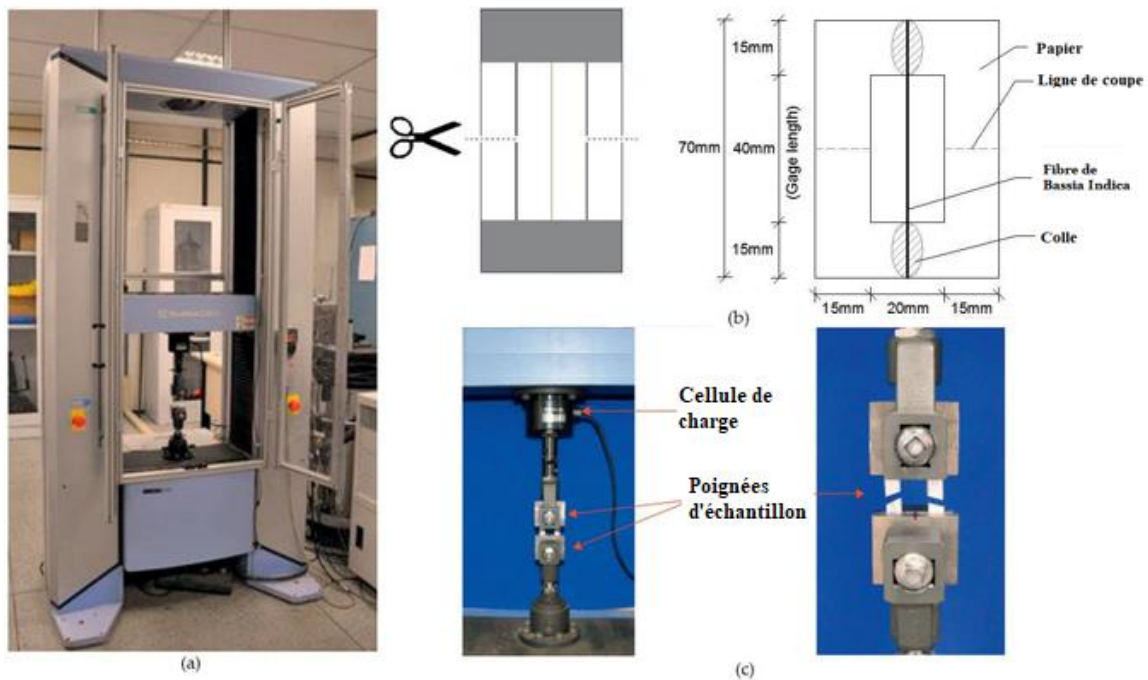 15mm
Papier
Ligne de coupe
70mm
40mm
(Gage length)
Fibre de
Bassia Indica
15mm
Colle
15mm
20mm
15mm
(b)
Cellule de
charge
Poignées
d'échantillon
(a)
(c)